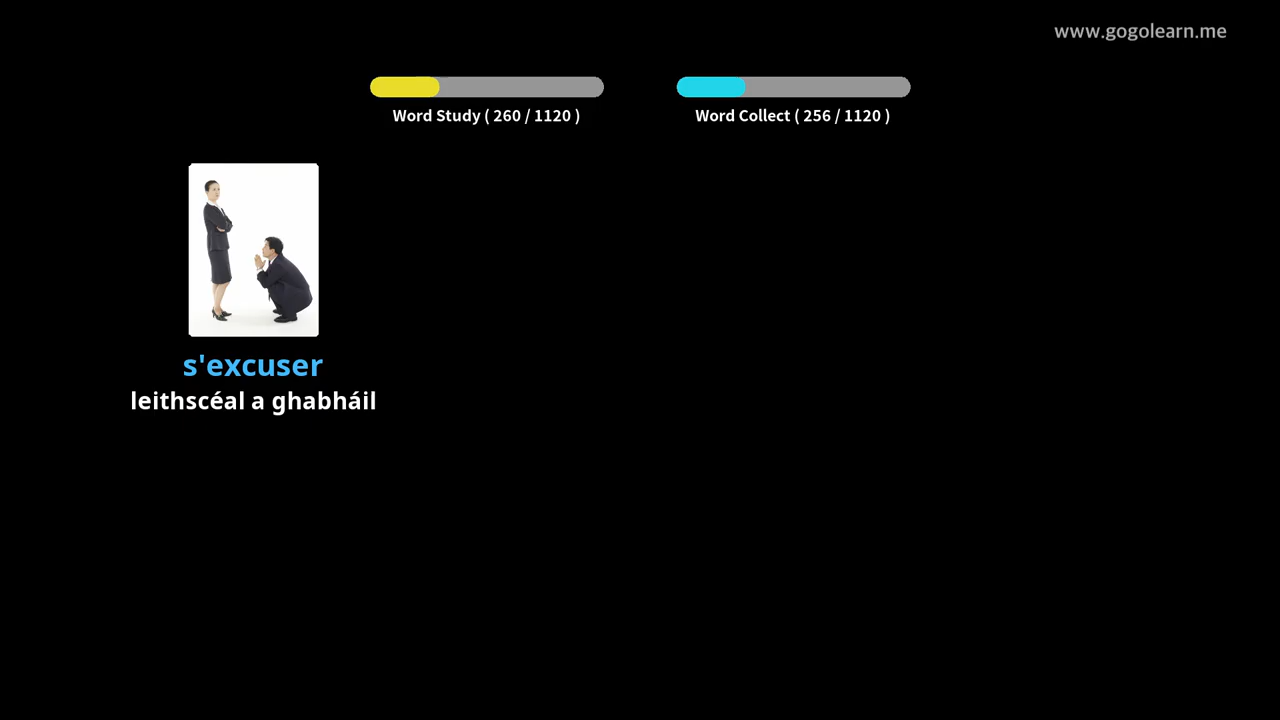 www.gogolearn.me
Word Study ( 260 / 1120 )
Word Collect ( 256 / 1120 )
s'excuser
leithscéal a ghabháil